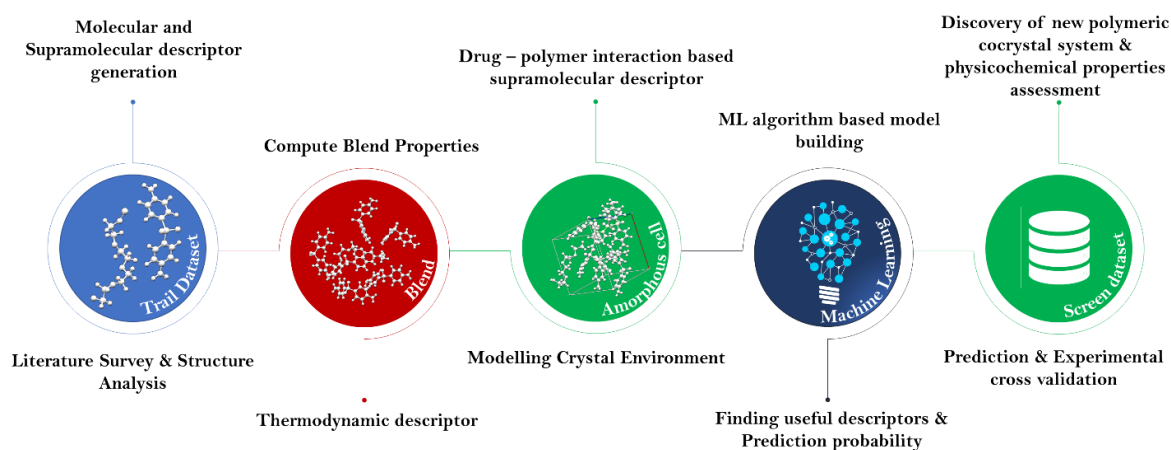 Molecular and
Supramolecular descriptor
generation
Trail Dataset
Literature Survey & Structure
Analysis
Compute Blend Properties
Blend
Thermodynamic descriptor
Drug – polymer interaction based
supramolecular descriptor
Amorphous cell
Modelling Crystal Environment
ML algorithm based model
building
Machine Learning
Finding useful descriptors &
Prediction probability
Discovery of new polymeric
cocrystal system &
physicochemical properties
assessment
Screen dataset
Prediction & Experimental
cross validation